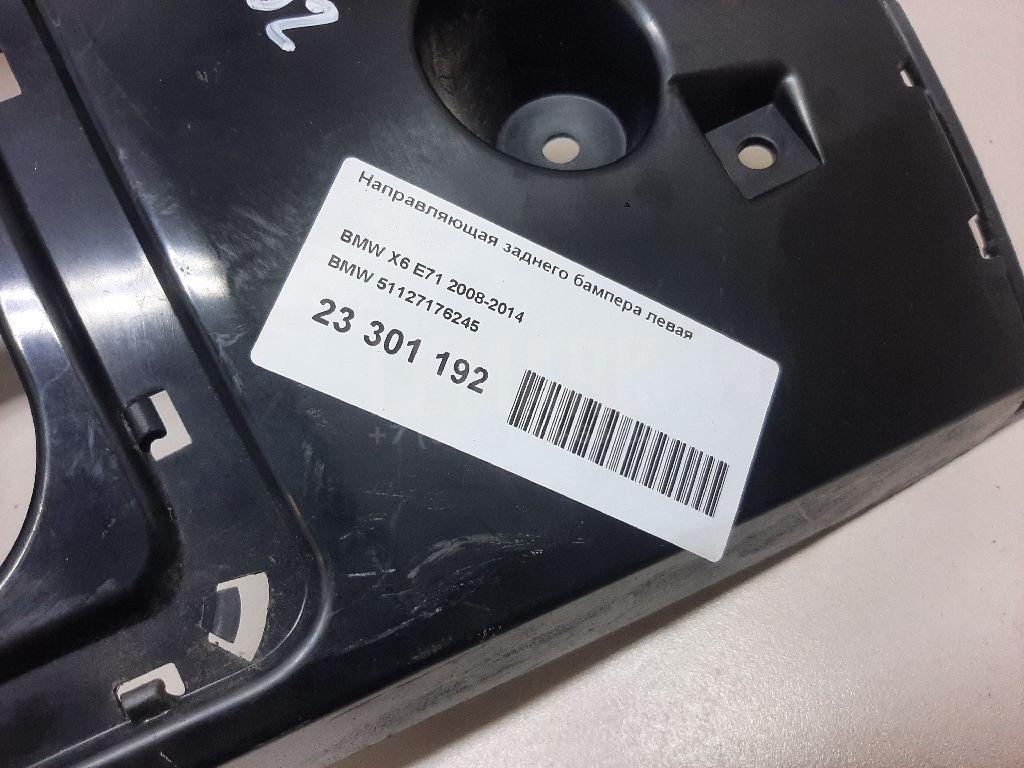 Направляющая заднего бампера левая
BMW X6 E71 2008-2014
BMW 51127176245
23 301 192